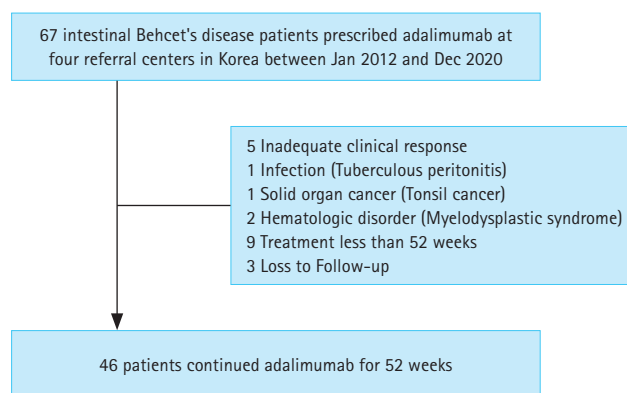 67 intestinal Behcet's disease patients prescribed adalimumab at
four referral centers in Korea between Jan 2012 and Dec 2020
5 Inadequate clinical response
1 Infection (Tuberculous peritonitis)
1 Solid organ cancer (Tonsil cancer)
2 Hematologic disorder (Myelodysplastic syndrome)
9 Treatment less than 52 weeks
3 Loss to Follow-up
46 patients continued adalimumab for 52 weeks